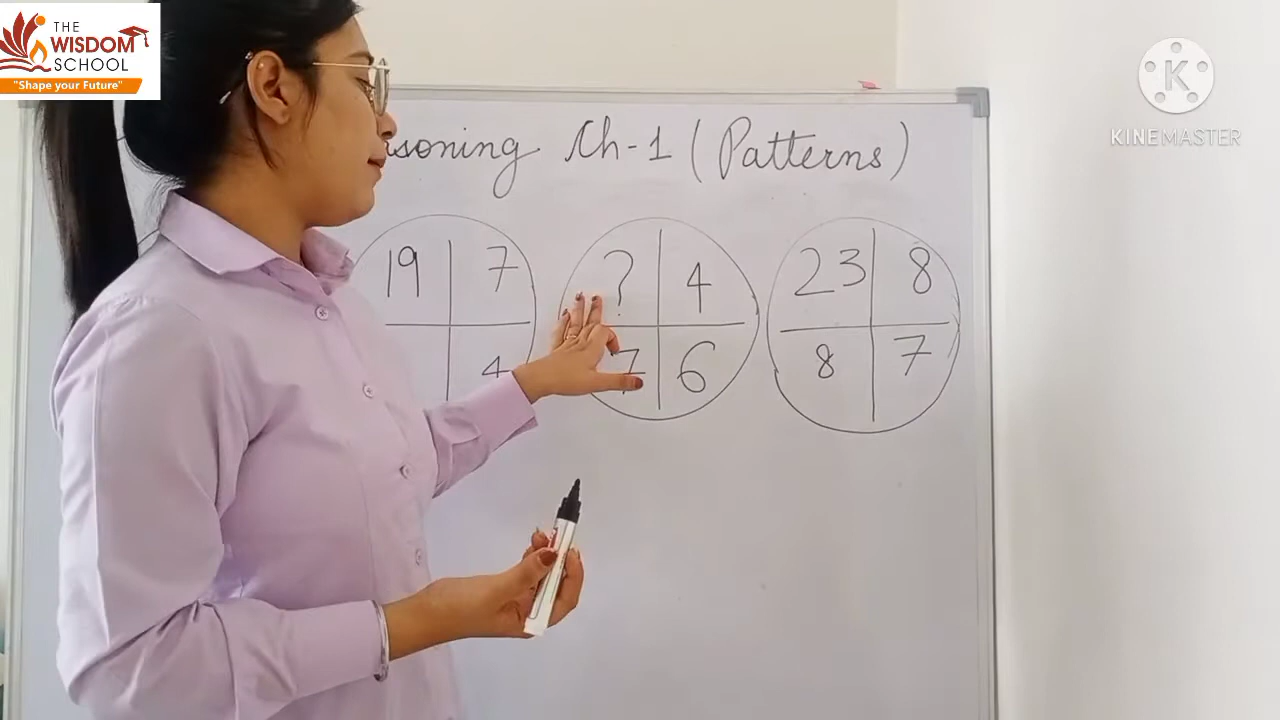 THE
WISDOM
SCHOOL
"Shape your Future"
KINEMASTER
Ch-1 (Patterns)
19 7 ? 4 23 8
4 7 6 8 7